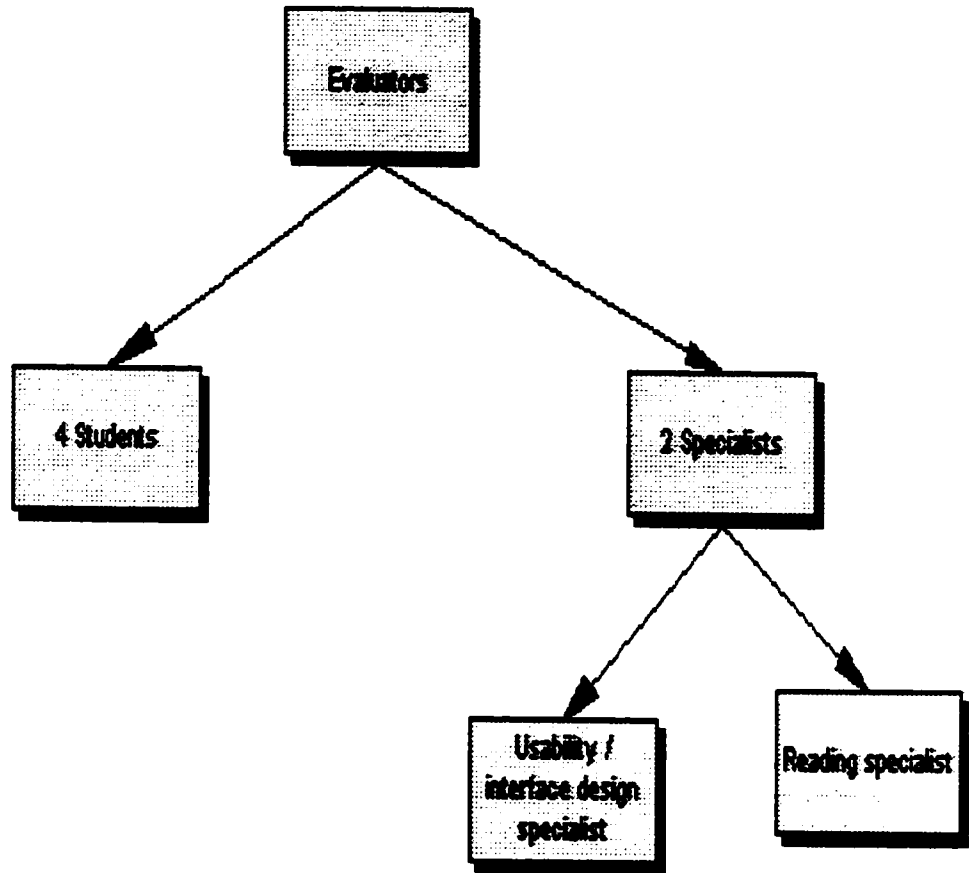 Evaluators
4 Students
2 Specialists
Usability /
interface design
specialist
Reading specialist